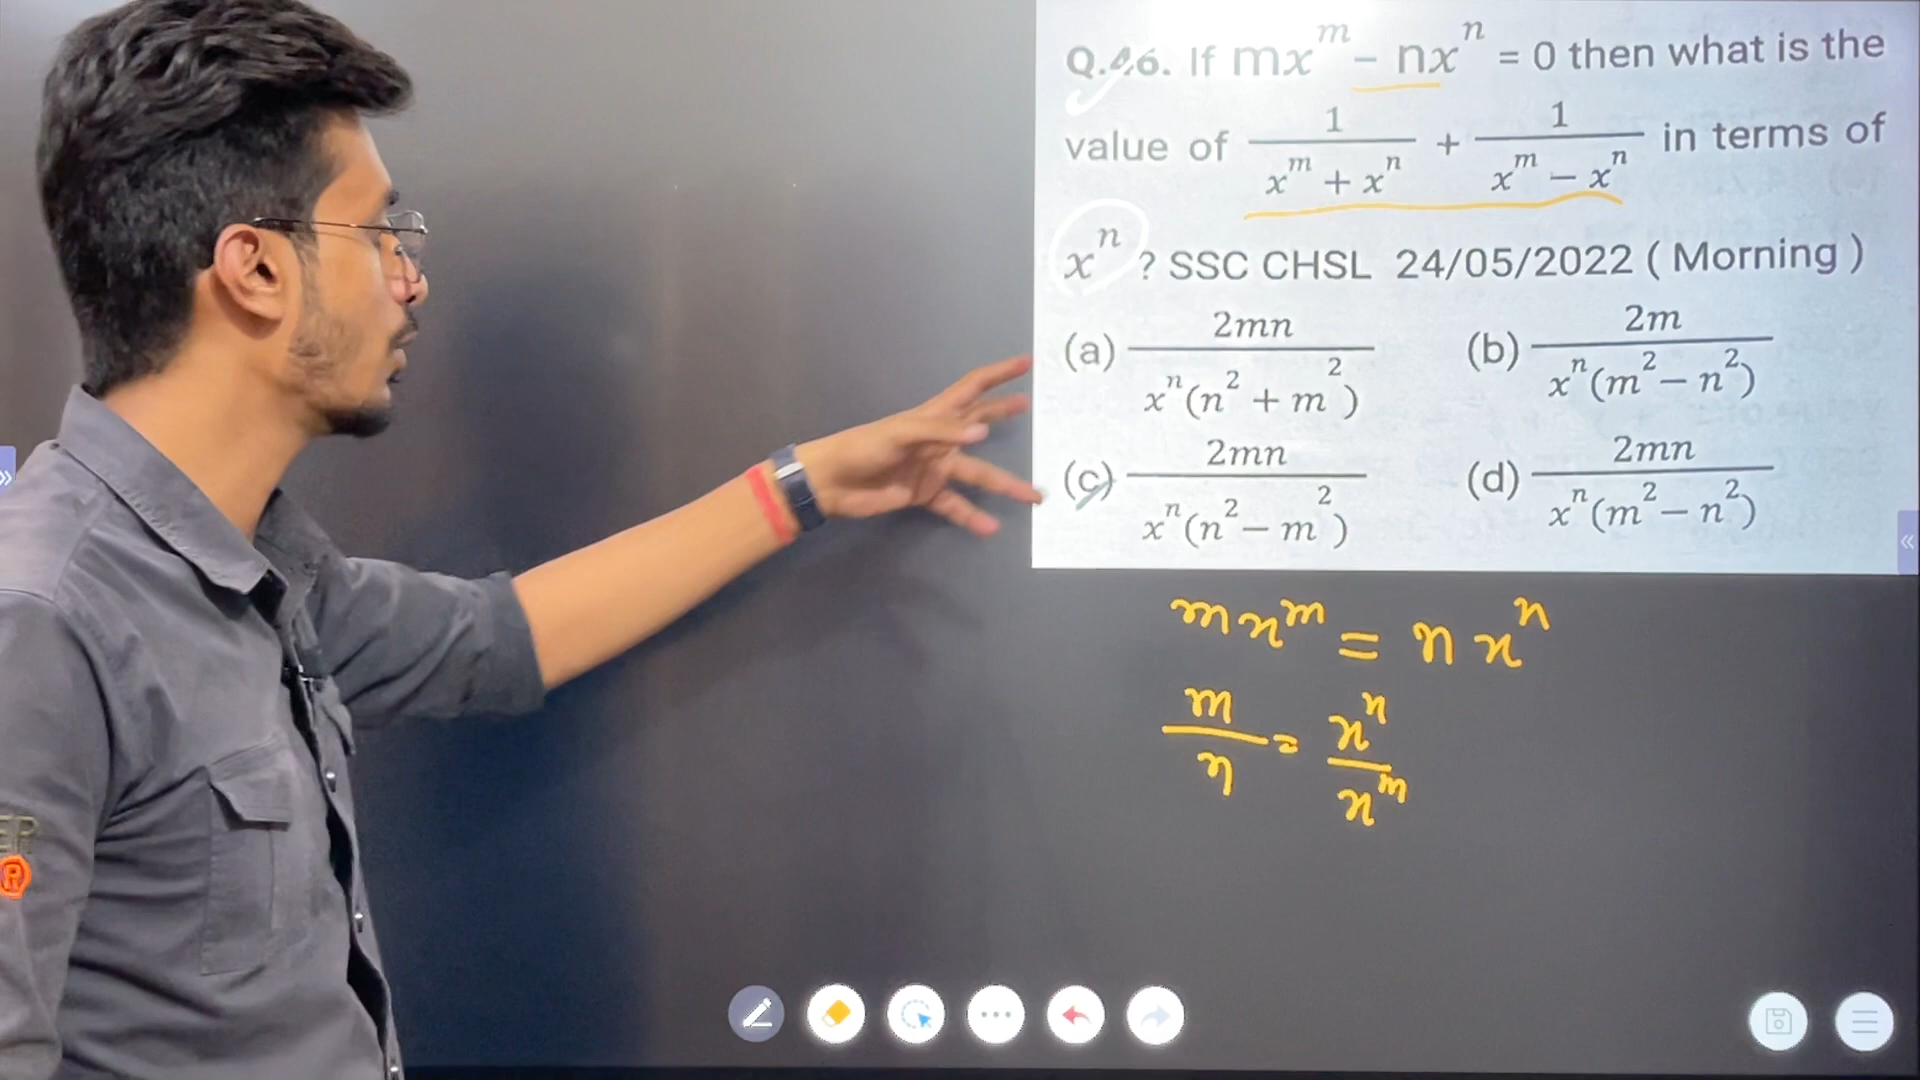 Q.46. If mx^m − nx^n = 0 then what is the
value of 1/(x^m + x^n) + 1/(x^m − x^n) in terms of
x^n ? SSC CHSL 24/05/2022 ( Morning )
(a) 2mn/(x^n(n^2 + m^2)) (b) 2m/(x^n(m^2 − n^2))
(c) 2mn/(x^n(n^2 − m^2)) (d) 2mn/(x^n(m^2 − n^2))
mx^m = nx^n
m/n = x^n/x^m
R